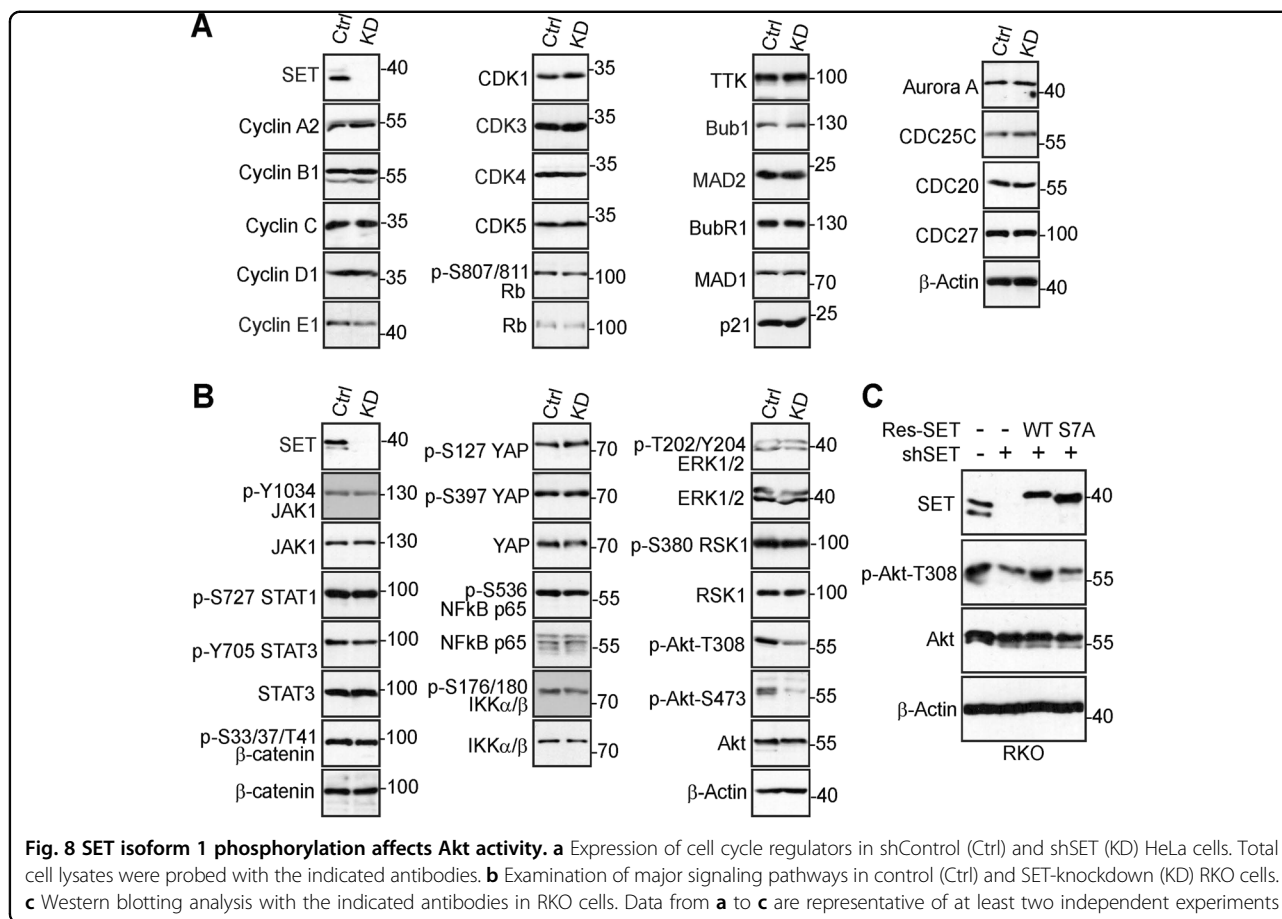 A
Ctrl KD
SET -40
Cyclin A2 -55
Cyclin B1 -55
Cyclin C -35
Cyclin D1 -35
Cyclin E1 -40
Ctrl KD
CDK1 -35
CDK3 -35
CDK4 -35
CDK5 -35
p-S807/811 -100
Rb
Rb -100
Ctrl KD
TTK -100
Bub1 -130
MAD2 -25
BubR1 -130
MAD1 -70
p21 -25
Ctrl KD
Aurora A -40
CDC25C -55
CDC20 -55
CDC27 -100
β-Actin -40
B
Ctrl KD
SET -40
p-Y1034 -130
JAK1
JAK1 -130
p-S727 STAT1 -100
p-Y705 STAT3 -100
STAT3 -100
p-S33/37/T41 -100
β-catenin
β-catenin -100
Ctrl KD
p-S127 YAP -70
p-S397 YAP -70
YAP -70
p-S536 -55
NFkB p65
NFkB p65 -55
p-S176/180 -70
IKKα/β
IKKα/β -70
Ctrl KD
p-T202/Y204 -40
ERK1/2
ERK1/2 -40
p-S380 RSK1 -100
RSK1 -100
p-Akt-T308 -55
p-Akt-S473 -55
Akt -55
β-Actin -40
C
Res-SET - - WT S7A
shSET - + + +
SET -40
p-Akt-T308 -55
Akt -55
β-Actin -40
RKO
Fig. 8 SET isoform 1 phosphorylation affects Akt activity. a Expression of cell cycle regulators in shControl (Ctrl) and shSET (KD) HeLa cells. Total
cell lysates were probed with the indicated antibodies. b Examination of major signaling pathways in control (Ctrl) and SET-knockdown (KD) RKO cells.
c Western blotting analysis with the indicated antibodies in RKO cells. Data from a to c are representative of at least two independent experiments